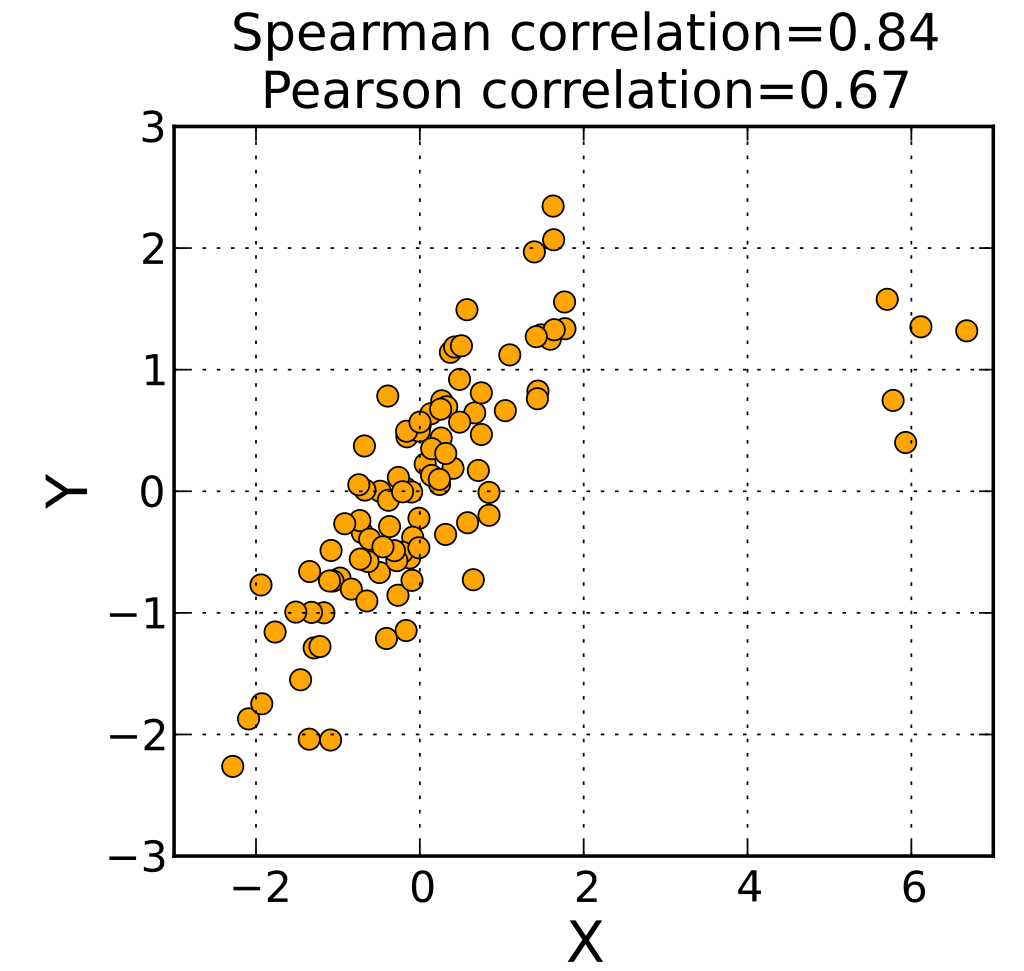 Spearman correlation=0.84
Pearson correlation=0.67
3
2
1
0
−1
−2
−3
Y
−2 0 2 4 6
X